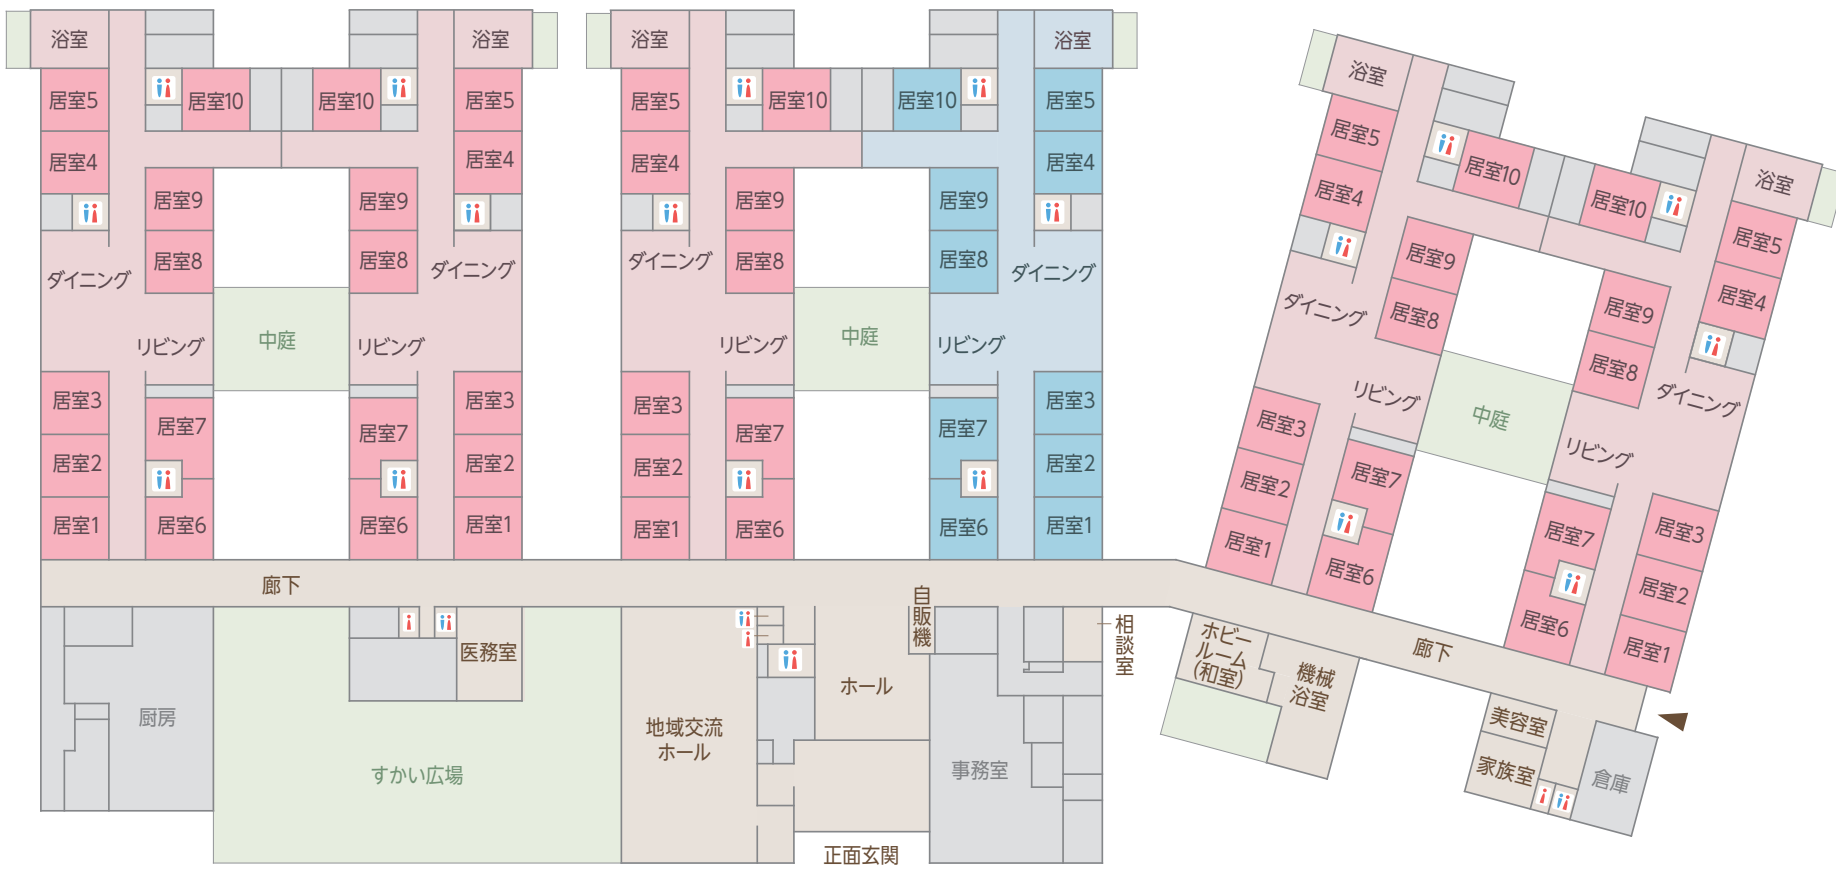 浴室
居室5
居室10
居室4
居室9
居室8
ダイニング
リビング
居室3
居室7
居室2
居室1
居室6
浴室
居室10
居室5
居室4
居室9
居室8
ダイニング
リビング
居室3
居室7
居室2
居室6
居室1
中庭
浴室
居室5
居室10
居室4
居室9
居室8
ダイニング
リビング
居室3
居室7
居室2
居室1
居室6
浴室
居室10
居室5
居室4
居室9
居室8
ダイニング
リビング
居室3
居室7
居室2
居室6
居室1
中庭
浴室
居室5
居室10
居室4
居室9
居室8
ダイニング
リビング
居室3
居室7
居室2
居室1
居室6
浴室
居室10
居室5
居室4
居室9
居室8
ダイニング
リビング
居室3
居室7
居室2
居室6
居室1
中庭
廊下
自販機
相談室
医務室
厨房
すかい広場
地域交流
ホール
ホール
事務室
正面玄関
ホビー
ルーム
(和室)
機械
浴室
廊下
美容室
家族室
倉庫